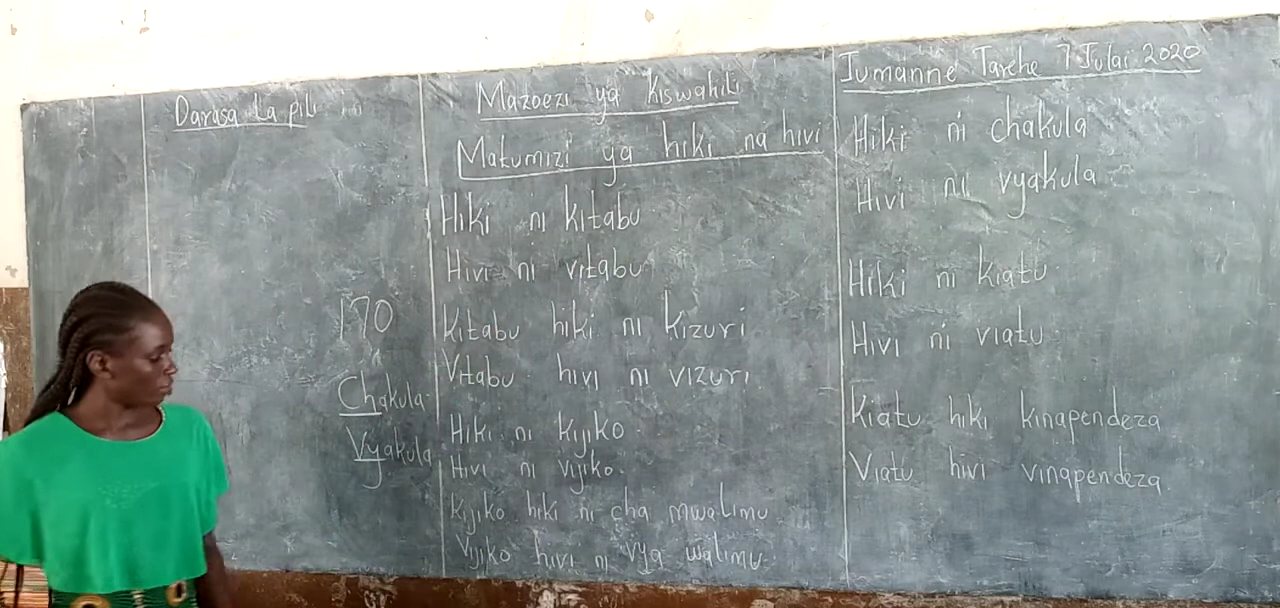 Darasa La pili
170
Chakula
Vyakula
Mazoezi ya Kiswahili
Matumizi ya hiki na hivi
Hiki ni kitabu
Hivi ni vitabu
Kitabu hiki ni kizuri
Vitabu hivi ni vizuri
Hiki ni kijiko
Hivi ni vijiko.
Kijiko hiki ni cha mwalimu
Vijiko hivi ni vya walimu.
Jumanne Tarehe 7 Julai 2020
Hiki ni chakula
Hivi ni vyakula
Hiki ni kiatu
Hivi ni viatu
Kiatu hiki kinapendeza
Viatu hivi vinapendeza